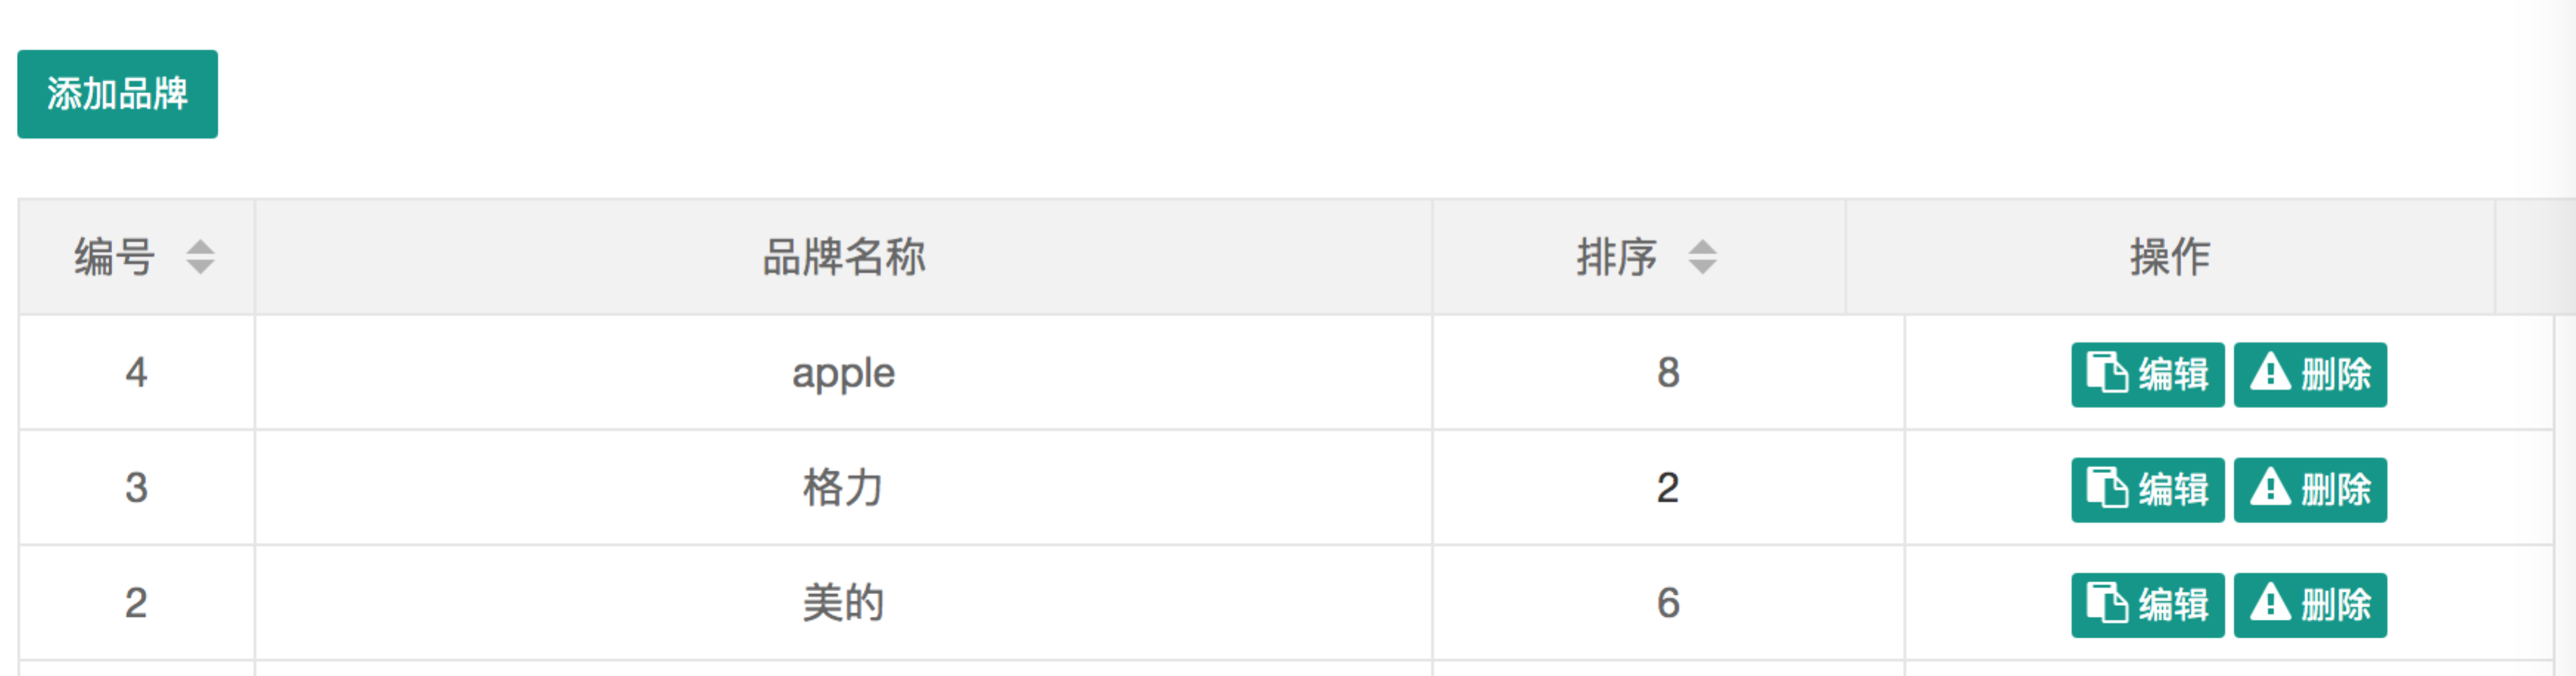 添加品牌
编号 品牌名称 排序 操作
4 apple 8 编辑 删除
3 格力 2 编辑 删除
2 美的 6 编辑 删除